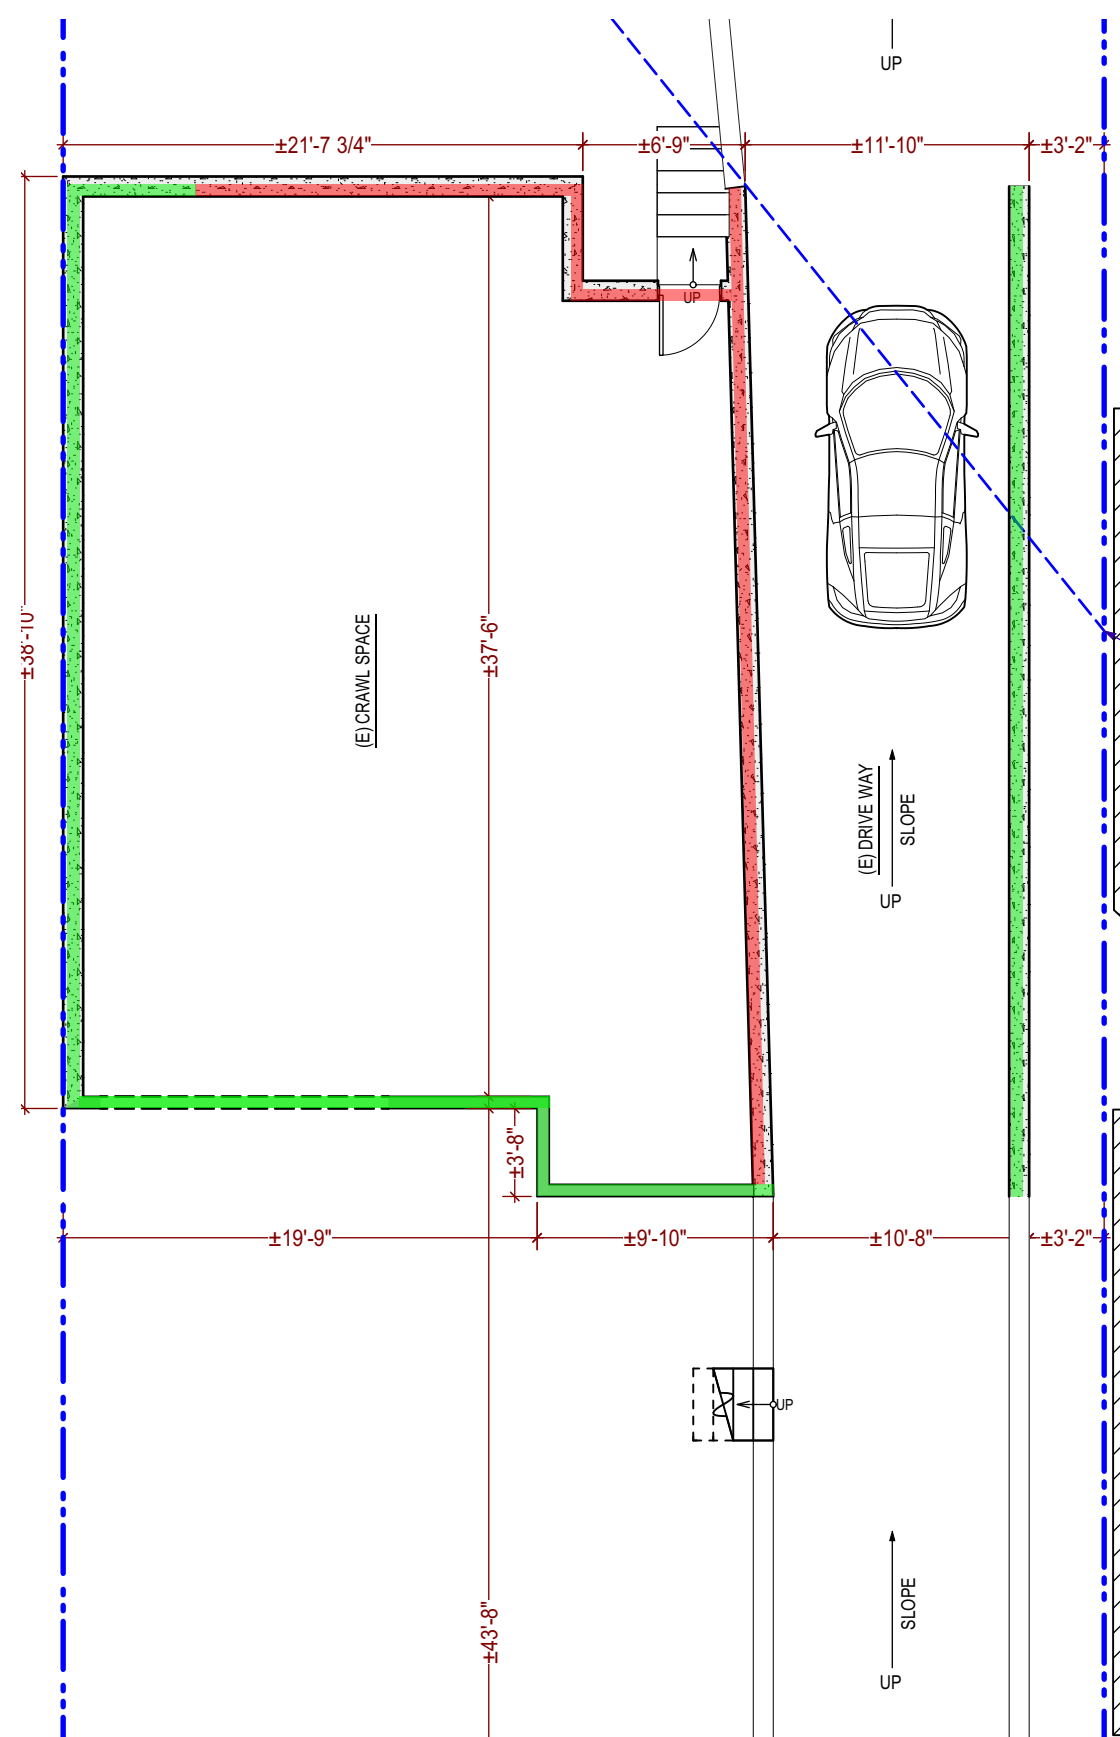 UP
±21'-7 3/4"
±6'-9"
±11'-10"
±3'-2"
UP
±38'-10"
(E) CRAWL SPACE
±37'-6"
(E) DRIVE WAY
SLOPE
UP
±3'-8"
±19'-9"
±9'-10"
±10'-8"
±3'-2"
UP
±43'-8"
SLOPE
UP